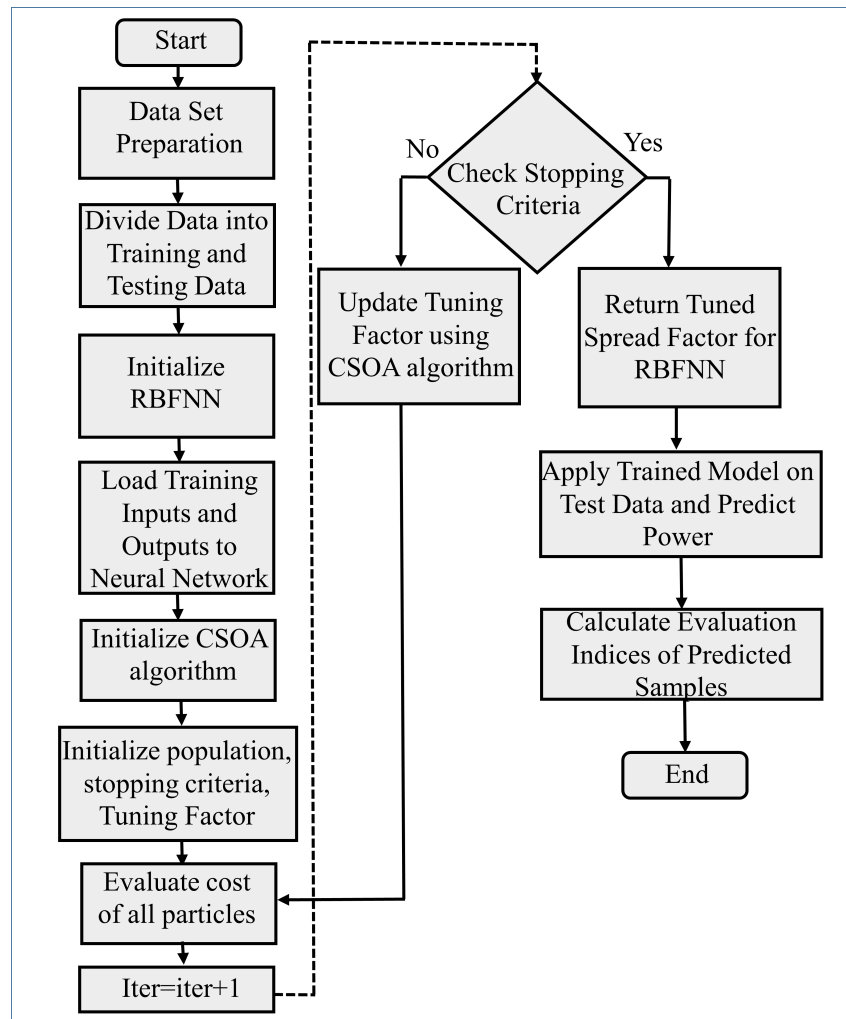 Start
Data Set
Preparation
Divide Data into
Training and
Testing Data
Initialize
RBFNN
Load Training
Inputs and
Outputs to
Neural Network
Initialize CSOA
algorithm
Initialize population,
stopping criteria,
Tuning Factor
Evaluate cost
of all particles
Iter=iter+1
Check Stopping
Criteria
No
Yes
Update Tuning
Factor using
CSOA algorithm
Return Tuned
Spread Factor for
RBFNN
Apply Trained Model on
Test Data and Predict
Power
Calculate Evaluation
Indices of Predicted
Samples
End